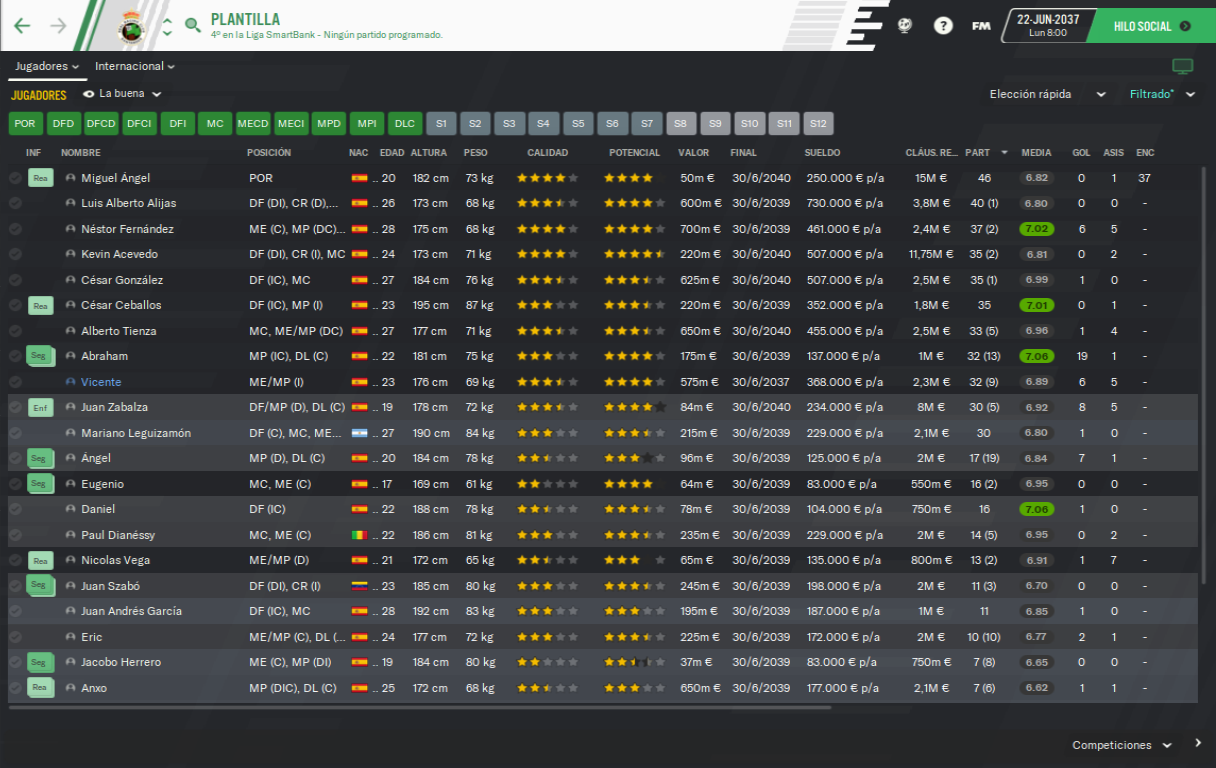 PLANTILLA
4º en la Liga SmartBank - Ningún partido programado.
? FM 22-JUN-2037 HILO SOCIAL
Lun 8:00
Jugadores Internacional
JUGADORES La buena Elección rápida Filtrado*
POR DFD DFCD DFCI DFI MC MECD MECI MPD MPI DLC S1 S2 S3 S4 S5 S6 S7 S8 S9 S10 S11 S12
INF NOMBRE POSICIÓN NAC EDAD ALTURA PESO CALIDAD POTENCIAL VALOR FINAL SUELDO CLÁUS. RE... PART MEDIA GOL ASIS ENC
Rea Miguel Ángel POR .. 20 182 cm 73 kg 50m € 30/6/2040 250.000 € p/a 15M € 46 6.82 0 1 37
Luis Alberto Alijas DF (DI), CR (D),... .. 26 173 cm 68 kg 600m € 30/6/2039 730.000 € p/a 3,8M € 40 (1) 6.80 0 0 -
Néstor Fernández ME (C), MP (DC)... .. 28 175 cm 68 kg 700m € 30/6/2039 461.000 € p/a 2,4M € 37 (2) 7.02 6 5 -
Kevin Acevedo DF (DI), CR (I), MC .. 24 173 cm 71 kg 220m € 30/6/2040 507.000 € p/a 11,75M € 35 (2) 6.81 0 2 -
César González DF (IC), MC .. 27 184 cm 76 kg 625m € 30/6/2040 507.000 € p/a 2,5M € 35 (1) 6.99 1 0 -
Rea César Ceballos DF (IC), MP (I) .. 23 195 cm 87 kg 220m € 30/6/2039 352.000 € p/a 1,8M € 35 7.01 0 1 -
Alberto Tienza MC, ME/MP (DC) .. 27 177 cm 71 kg 650m € 30/6/2040 455.000 € p/a 2,5M € 33 (5) 6.96 1 4 -
Seg Abraham MP (IC), DL (C) .. 22 181 cm 75 kg 175m € 30/6/2039 137.000 € p/a 1M € 32 (13) 7.06 19 1 -
Vicente ME/MP (I) .. 23 176 cm 69 kg 575m € 30/6/2037 368.000 € p/a 2,3M € 32 (9) 6.89 6 5 -
Enf Juan Zabalza DF/MP (D), DL (C) .. 19 178 cm 72 kg 84m € 30/6/2040 234.000 € p/a 8M € 30 (5) 6.92 8 5 -
Mariano Leguizamón DF (C), MC, ME... .. 27 190 cm 84 kg 215m € 30/6/2039 229.000 € p/a 2,1M € 30 6.80 1 0 -
Seg Ángel MP (D), DL (C) .. 20 184 cm 78 kg 96m € 30/6/2039 125.000 € p/a 2M € 17 (19) 6.84 7 1 -
Seg Eugenio MC, ME (C) .. 17 169 cm 61 kg 64m € 30/6/2039 83.000 € p/a 550m € 16 (2) 6.95 0 0 -
Daniel DF (IC) .. 22 188 cm 78 kg 78m € 30/6/2039 104.000 € p/a 750m € 16 7.06 1 0 -
Paul Dianéssy MC, ME (C) .. 22 186 cm 81 kg 235m € 30/6/2039 229.000 € p/a 2M € 14 (5) 6.95 0 2 -
Rea Nicolas Vega ME/MP (D) .. 21 172 cm 65 kg 65m € 30/6/2039 135.000 € p/a 800m € 13 (2) 6.91 1 7 -
Seg Juan Szabó DF (DI), CR (I) .. 23 185 cm 80 kg 245m € 30/6/2039 198.000 € p/a 2M € 11 (3) 6.70 0 0 -
Juan Andrés García DF (IC), MC .. 28 192 cm 83 kg 195m € 30/6/2039 187.000 € p/a 1M € 11 6.85 1 0 -
Eric ME/MP (C), DL (... .. 24 177 cm 72 kg 225m € 30/6/2039 172.000 € p/a 2M € 10 (10) 6.77 2 1 -
Seg Jacobo Herrero ME (C), MP (DI) .. 19 184 cm 80 kg 37m € 30/6/2039 83.000 € p/a 750m € 7 (8) 6.65 0 0 -
Rea Anxo MP (DIC), DL (C) .. 25 172 cm 68 kg 650m € 30/6/2039 177.000 € p/a 2,1M € 7 (6) 6.62 1 1 -
Competiciones